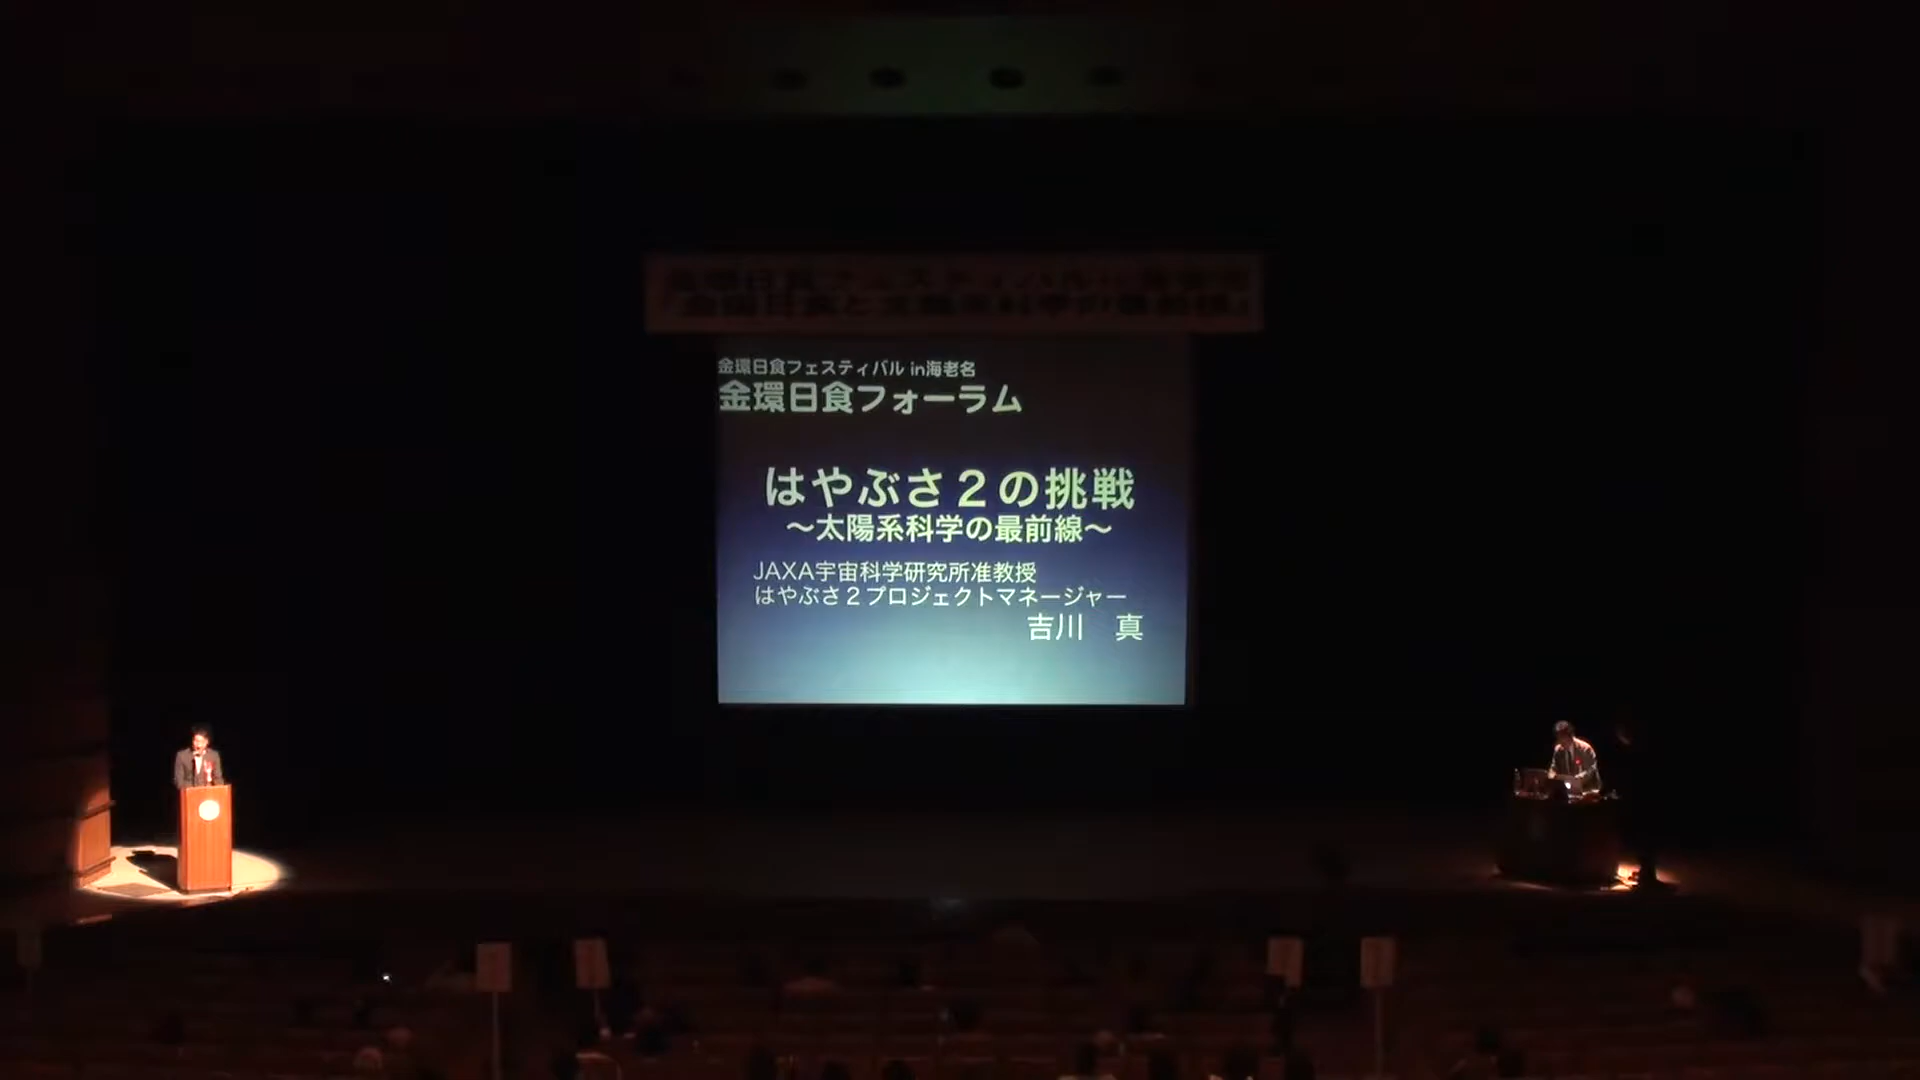 金環日食フェスティバル in海老名
金環日食フォーラム
はやぶさ２の挑戦
～太陽系科学の最前線～
JAXA宇宙科学研究所准教授
はやぶさ２プロジェクトマネージャー
吉川　真